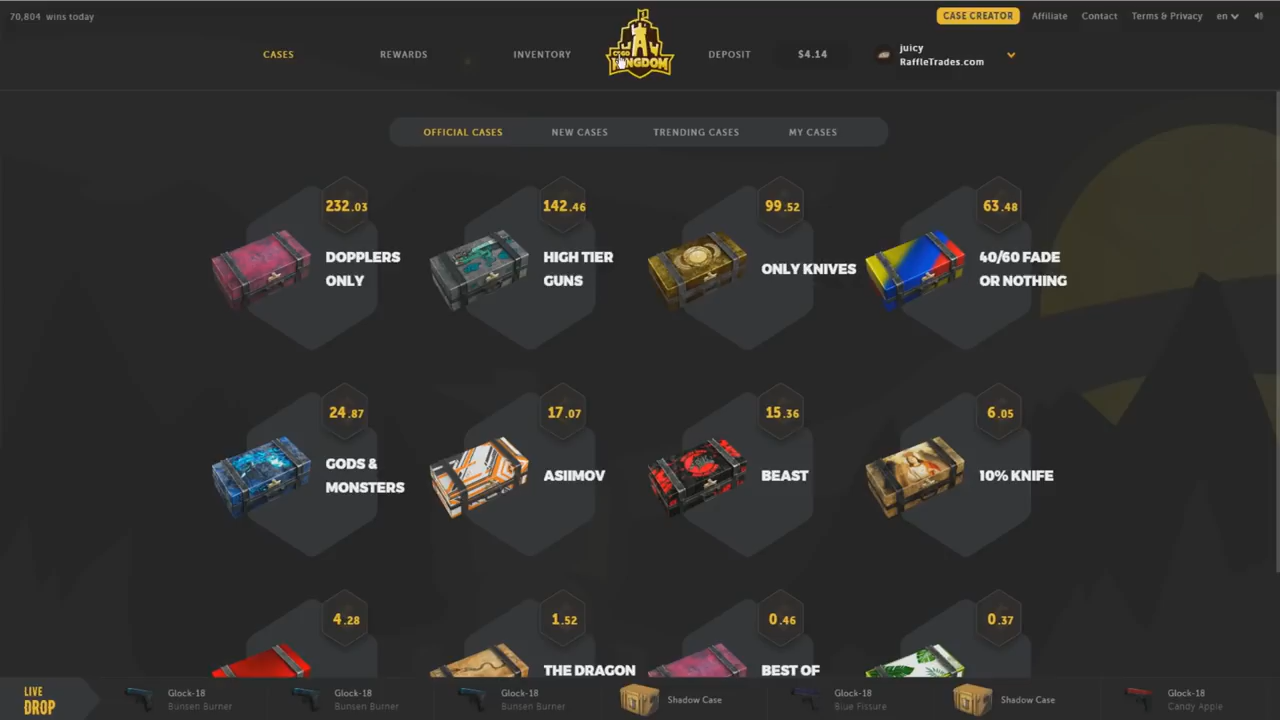 70,804 wins today
CASE CREATOR
Affiliate
Contact
Terms & Privacy
en
CASES
REWARDS
INVENTORY
KINGDOM
DEPOSIT
$4.14
juicy
RaffleTrades.com
OFFICIAL CASES
NEW CASES
TRENDING CASES
MY CASES
232.03
DOPPLERS
ONLY
142.46
HIGH TIER
GUNS
99.52
ONLY KNIVES
63.48
40/60 FADE
OR NOTHING
24.87
GODS &
MONSTERS
17.07
ASIIMOV
15.36
BEAST
6.05
10% KNIFE
4.28
1.52
THE DRAGON
0.46
BEST OF
0.37
LIVE
DROP
Glock-18
Bunsen Burner
Glock-18
Bunsen Burner
Glock-18
Bunsen Burner
Shadow Case
Glock-18
Blue Fissure
Shadow Case
Glock-18
Candy Apple